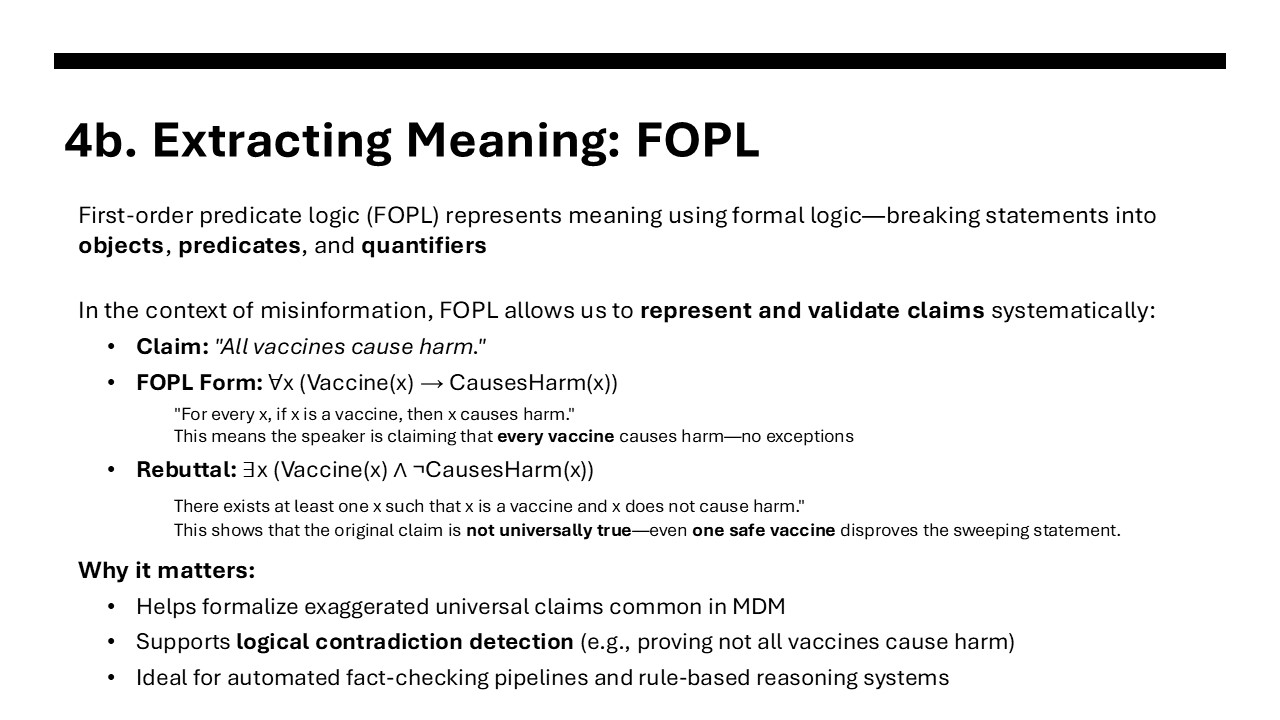 4b. Extracting Meaning: FOPL
First-order predicate logic (FOPL) represents meaning using formal logic—breaking statements into
objects, predicates, and quantifiers
In the context of misinformation, FOPL allows us to represent and validate claims systematically:
• Claim: "All vaccines cause harm."
• FOPL Form: ∀x (Vaccine(x) → CausesHarm(x))
"For every x, if x is a vaccine, then x causes harm."
This means the speaker is claiming that every vaccine causes harm—no exceptions
• Rebuttal: ∃x (Vaccine(x) ∧ ¬CausesHarm(x))
There exists at least one x such that x is a vaccine and x does not cause harm."
This shows that the original claim is not universally true—even one safe vaccine disproves the sweeping statement.
Why it matters:
• Helps formalize exaggerated universal claims common in MDM
• Supports logical contradiction detection (e.g., proving not all vaccines cause harm)
• Ideal for automated fact-checking pipelines and rule-based reasoning systems